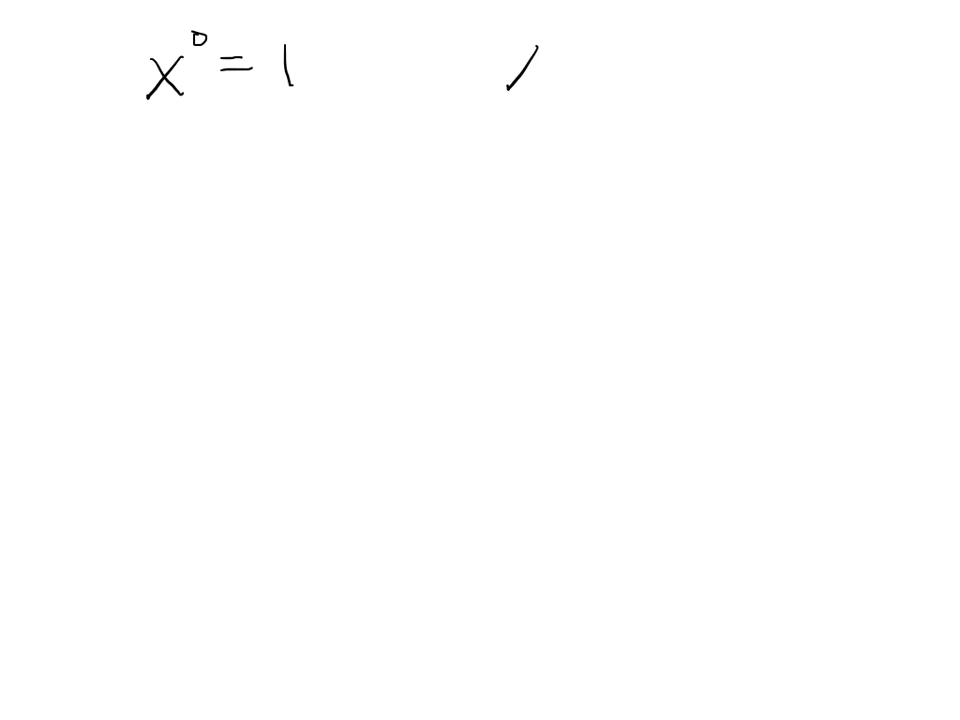 x⁰ = 1 /